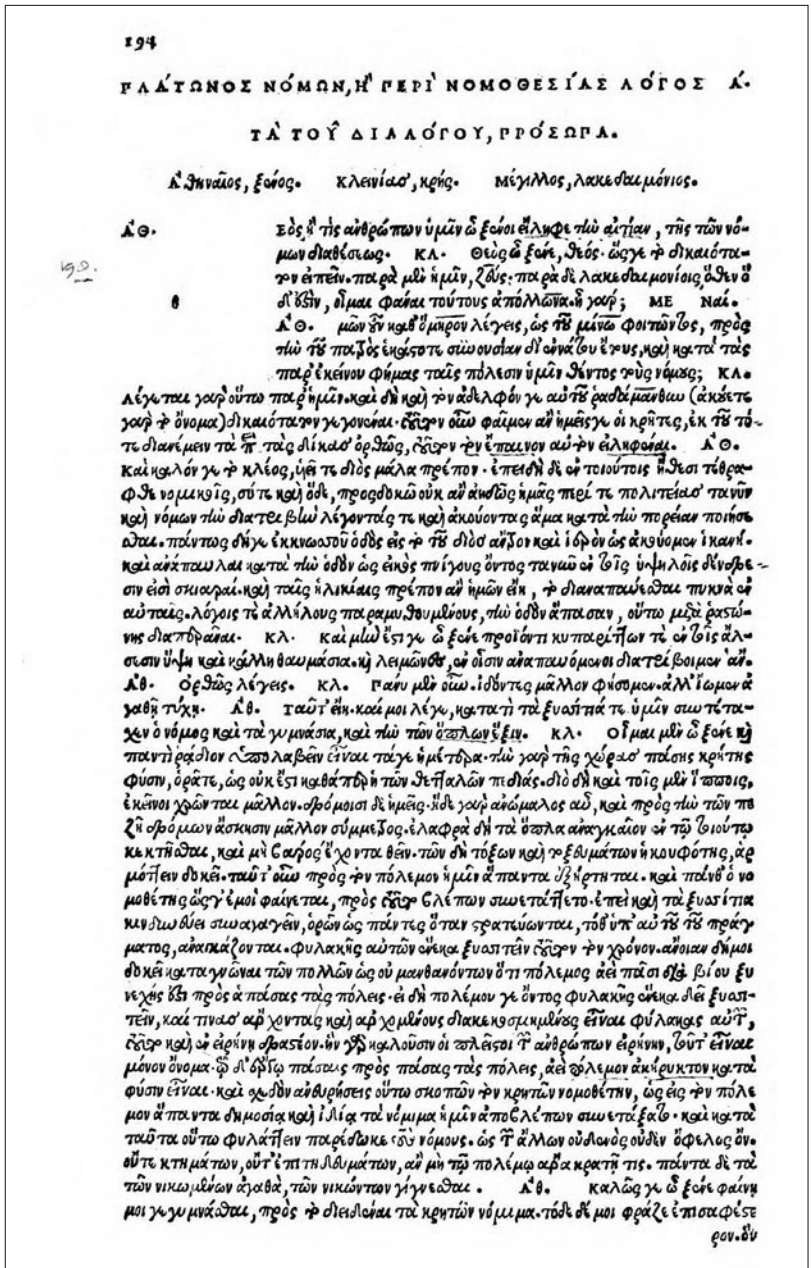 194
ΠΛΆΤΩΝΟΣ ΝΌΜΩΝ, Ἢ ΠΕΡῚ ΝΟΜΟΘΕΣΊΑΣ ΛΌΓΟΣ Ά.
ΤᾺ ΤΟΥ͂ ΔΙΑΛΌΓΟΥ, ΠΡΌΣΩΠΑ.
Ἀθηναῖος, ξένος. Κλεινίας, κρής. Μέγιλλος, λακεδαιμόνιος.
ἈΘ. Εὸς, ἤ τις ἀνθρώπων ὑμῖν ὦ ξένοι εἴληφε τὴν αἰτίαν, τῆς τῶν νό-
μων διαθέσεως. ΚΛ. Θεὸς ὦ ξένε, θεός· ὥς γε τὸ δικαιότα-
190.
τον εἰπεῖν. παρὰ μὲν ἡμῖν, ζεύς· παρὰ δὲ λακεδαιμονίοις, ὅθεν ὅ
θ δ' ἐστὶν, οἶμαι φάναι τούτους ἀπόλλωνα. ἦ γάρ; ΜΕ Ναί.
ἈΘ. μῶν οὖν καθ' ὅμηρον λέγεις, ὡς τοῦ μίνω φοιτῶντος, πρὸς
τὴν τοῦ πατρὸς ἑκάστοτε συνουσίαν δι' ἐννάτου ἔτους, καὶ κατὰ τὰς
παρ' ἐκείνου φήμας ταῖς πόλεσιν ὑμῖν θέντος τοὺς νόμους; ΚΛ.
Λέγεται γὰρ οὕτω παρ' ἡμῖν. καὶ δὴ καὶ τὸν ἀδελφόν γε αὐτοῦ ῥαδάμανθυν (ἀκούετε
γὰρ τὸ ὄνομα) δικαιότατον γεγονέναι. τοῦτον οὖν φαῖμεν ἂν ἡμεῖς γε οἱ κρῆτες, ἐκ τοῦ τό-
τε διανέμειν τὰ περὶ τὰς δίκας ὀρθῶς, τοῦτον τὸν ἔπαινον αὐτὸν εἰληφέναι. ἈΘ.
Καὶ καλόν γε τὸ κλέος, υἱεῖ τε διὸς μάλα πρέπον· ἐπειδὴ δὲ ἐν τοιούτοις ἤθεσι τέθρα-
φθε νομικοῖς, σύ τε καὶ ὅδε, προσδοκῶ οὐκ ἂν ἀηδῶς ἡμᾶς περί τε πολιτείας τανῦν
καὶ νόμων τὴν διατριβὴν λέγοντάς τε καὶ ἀκούοντας ἅμα κατὰ τὴν πορείαν ποιήσε
σθαι. πάντως δ' ἥ γε ἐκ κνωσσοῦ ὁδὸς εἰς τὸ τοῦ διὸς ἄντρον καὶ ἱερὸν ὡς ἀκούομεν ἱκανή.
καὶ ἀνάπαυλαι κατὰ τὴν ὁδὸν ὡς εἰκὸς πνίγους ὄντος τανῦν ἐν τοῖς ὑψηλοῖς δένδρε-
σιν εἰσὶ σκιαραί. καὶ ταῖς ἡλικίαις πρέπον ἂν ἡμῶν εἴη, τὸ διαναπαύεσθαι πυκνὰ ἐν
αὐταῖς. λόγοις τὲ ἀλλήλους παραμυθουμένους, τὴν ὁδὸν ἅπασαν, οὕτω μετὰ ῥαστώ-
νης διαπερᾶναι. ΚΛ. Καὶ μὴν ἔστι γε ὦ ξένε προϊόντι κυπαρίττων τε ἐν τοῖς ἄλ-
σεσιν ὕψη καὶ κάλλη θαυμάσια. καὶ λειμῶνες, ἐν οἷσιν ἀναπαυόμενοι διατρίβοιμεν ἄν.
ἈΘ. Ὀρθῶς λέγεις. ΚΛ. Πάνυ μὲν οὖν. ἰδόντες μᾶλλον φήσομεν. ἀλλ' ἴωμεν ἀ
γαθῇ τύχῃ. ἈΘ. Ταῦτ' εἴη. καί μοι λέγε, κατὰ τί τὰ ξυσσίτιά τε ὑμῖν συντέτα-
χεν ὁ νόμος καὶ τὰ γυμνάσια, καὶ τὴν τῶν ὅπλων ἕξιν. ΚΛ. Οἶμαι μὲν ὦ ξένε καὶ
παντὶ ῥᾴδιον ὑπολαβεῖν εἶναι τά γε ἡμέτερα. τὴν γὰρ τῆς χώρας πάσης κρήτης
φύσιν, ὁρᾶτε, ὡς οὐκ ἔστι καθάπερ ἡ τῶν θετταλῶν πεδιάς. διὸ δὴ καὶ τοῖς μὲν ἵπποις,
ἐκεῖνοι χρῶνται μᾶλλον. δρόμοισι δὲ ἡμεῖς· ἥδε γὰρ ἀνώμαλος αὖ, καὶ πρὸς τὴν τῶν πε
ζῇ δρόμων ἄσκησιν μᾶλλον σύμμετρος. ἐλαφρὰ δὴ τὰ ὅπλα ἀναγκαῖον ἐν τῷ τοιούτῳ
κεκτῆσθαι, καὶ μὴ βάρος ἔχοντα θεῖν. τῶν δὴ τόξων καὶ τοξευμάτων ἡ κουφότης, ἁρ
μόττειν δοκεῖ. ταῦτ' οὖν πρὸς τὸν πόλεμον ἡμῖν ἅπαντα ἐξήρτηται. καὶ πάνθ' ὁ νο
μοθέτης ὥς γ' ἐμοὶ φαίνεται, πρὸς τοῦτο βλέπων συνετάττετο. ἐπεὶ καὶ τὰ ξυσσίτια
κινδυνεύει συναγαγεῖν, ὁρῶν ὡς πάντες ὅταν στρατεύωνται, τόθ' ὑπ' αὐτοῦ τοῦ πράγ
ματος, ἀναγκάζονται. φυλακῆς αὐτῶν ἕνεκα ξυσσιτεῖν τοῦτον τὸν χρόνον. ἄνοιαν δή μοι
δοκεῖ καταγνῶναι τῶν πολλῶν ὡς οὐ μανθανόντων ὅτι πόλεμος ἀεὶ πᾶσι διὰ βίου ξυ
νεχής ἐστι πρὸς ἁπάσας τὰς πόλεις· εἰ δὴ πολέμου γε ὄντος φυλακῆς ἕνεκα δεῖ ξυσσι-
τεῖν, καί τινας ἄρχοντας καὶ ἀρχομένους διακεκοσμημένους εἶναι φύλακας αὐτῶν,
τοῦτο καὶ ἐν εἰρήνῃ δραστέον. ἣν γὰρ καλοῦσιν οἱ πλεῖστοι τῶν ἀνθρώπων εἰρήνην, τοῦτ' εἶναι
μόνον ὄνομα· τῷ δ' ἔργῳ πάσαις πρὸς πάσας τὰς πόλεις, ἀεὶ πόλεμον ἀκήρυκτον κατὰ
φύσιν εἶναι. καὶ σχεδὸν ἀνευρήσεις οὕτω σκοπῶν τὸν κρητῶν νομοθέτην, ὡς εἰς τὸν πόλε
μον ἅπαντα δημοσίᾳ καὶ ἰδίᾳ τὰ νόμιμα ἡμῖν ἀποβλέπων συνετάξατο. καὶ κατὰ
ταῦτα οὕτω φυλάττειν παρέδωκε τοὺς νόμους. ὡς τῶν ἄλλων οὐδενὸς οὐδὲν ὄφελος ὄν.
οὔτε κτημάτων, οὔτ' ἐπιτηδευμάτων, ἂν μὴ τῷ πολέμῳ ἄρα κρατῇ τις. πάντα δὲ τὰ
τῶν νικωμένων ἀγαθὰ, τῶν νικώντων γίγνεσθαι. ἈΘ. Καλῶς γε ὦ ξένε φαίνῃ
μοι γεγυμνάσθαι, πρὸς τὸ διειδέναι τὰ κρητῶν νόμιμα. τόδε δέ μοι φράζε ἔτι σαφέστε
ρον. ὃν